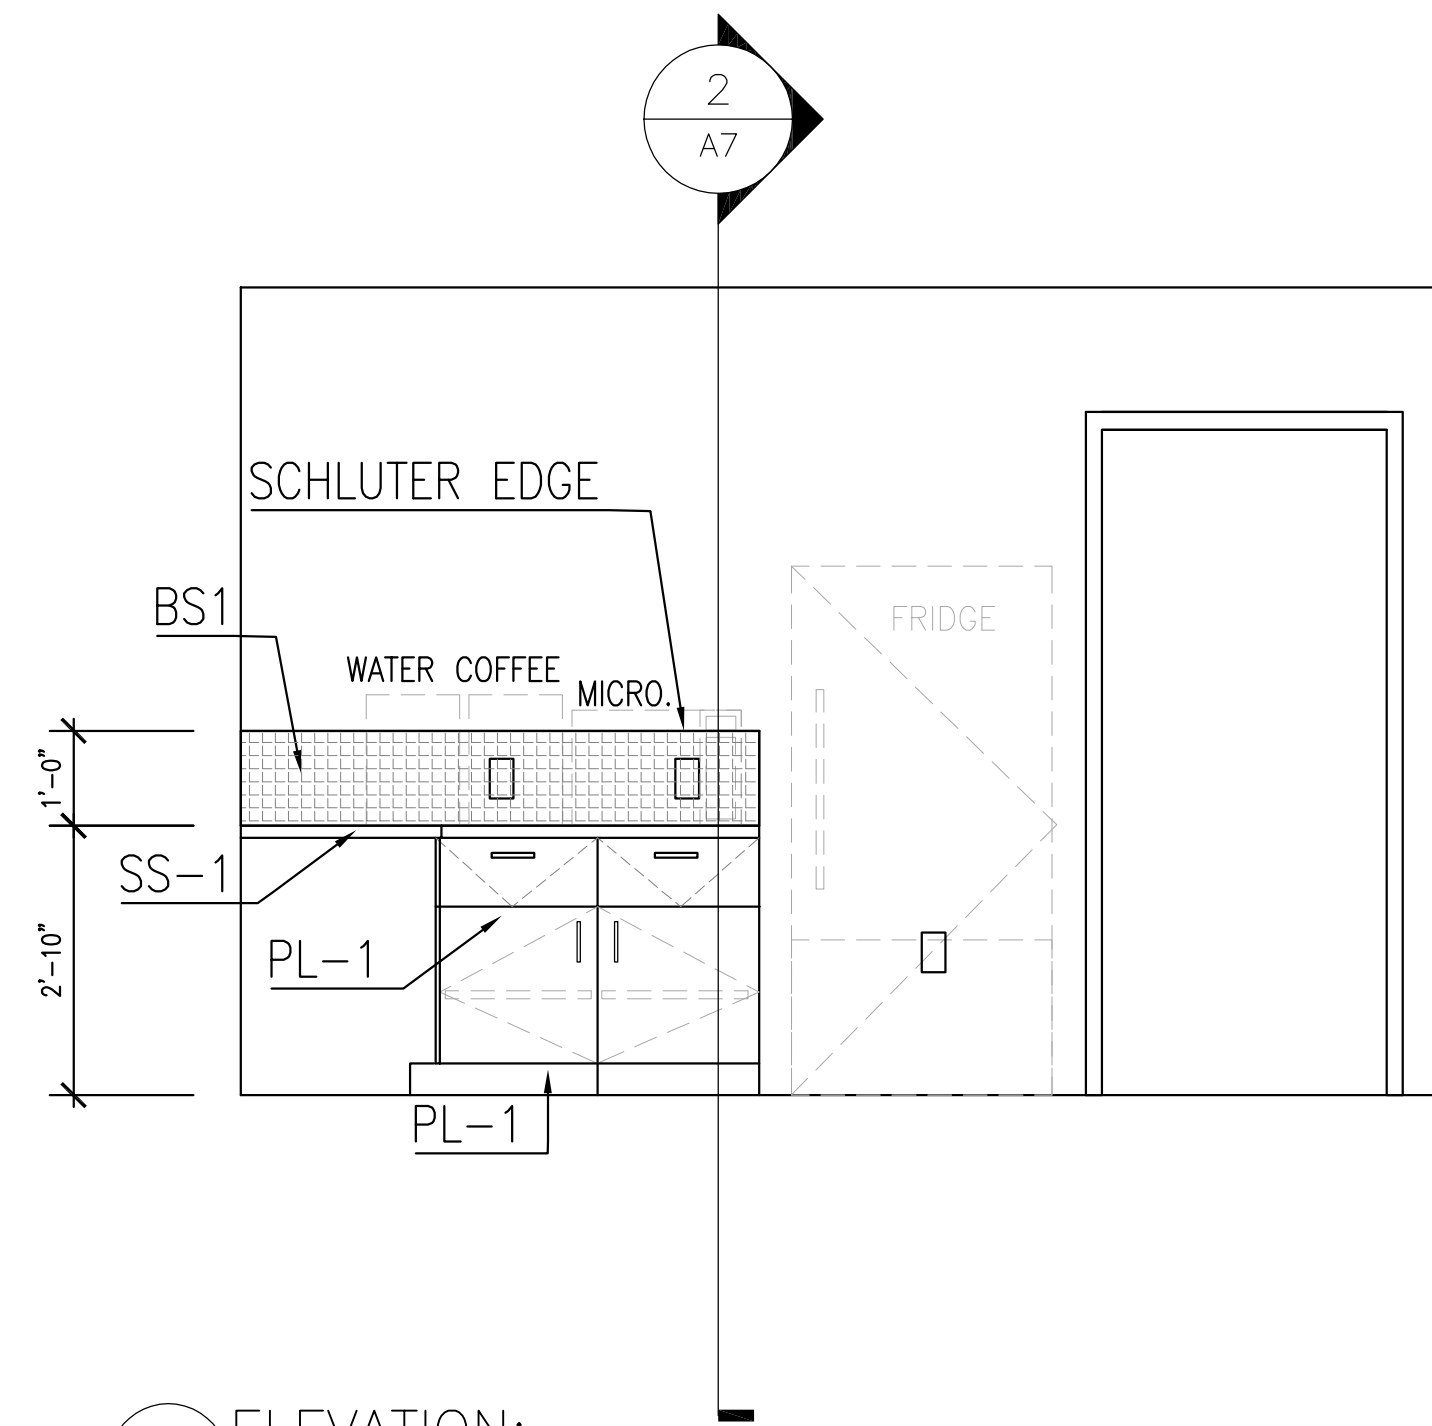 2
A7
SCHLUTER EDGE
FRIDGE
BS1
WATER COFFEE
MICRO.
1'-0"
SS-1
2'-10"
PL-1
PL-1
ELEVATION: